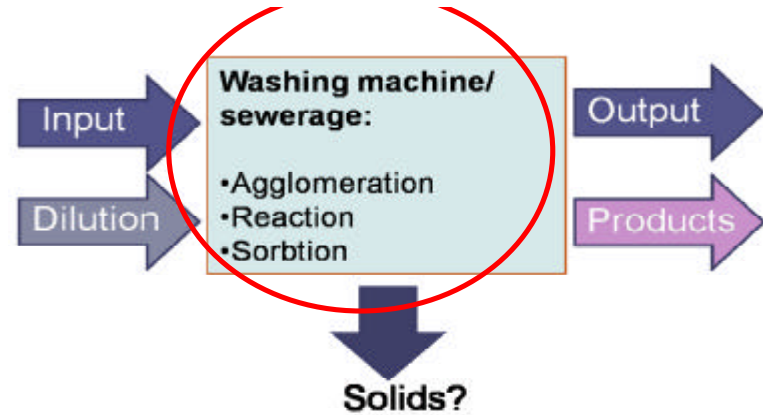 Input
Dilution
Washing machine/
sewerage:
•Agglomeration
•Reaction
•Sorbtion
Output
Products
Solids?